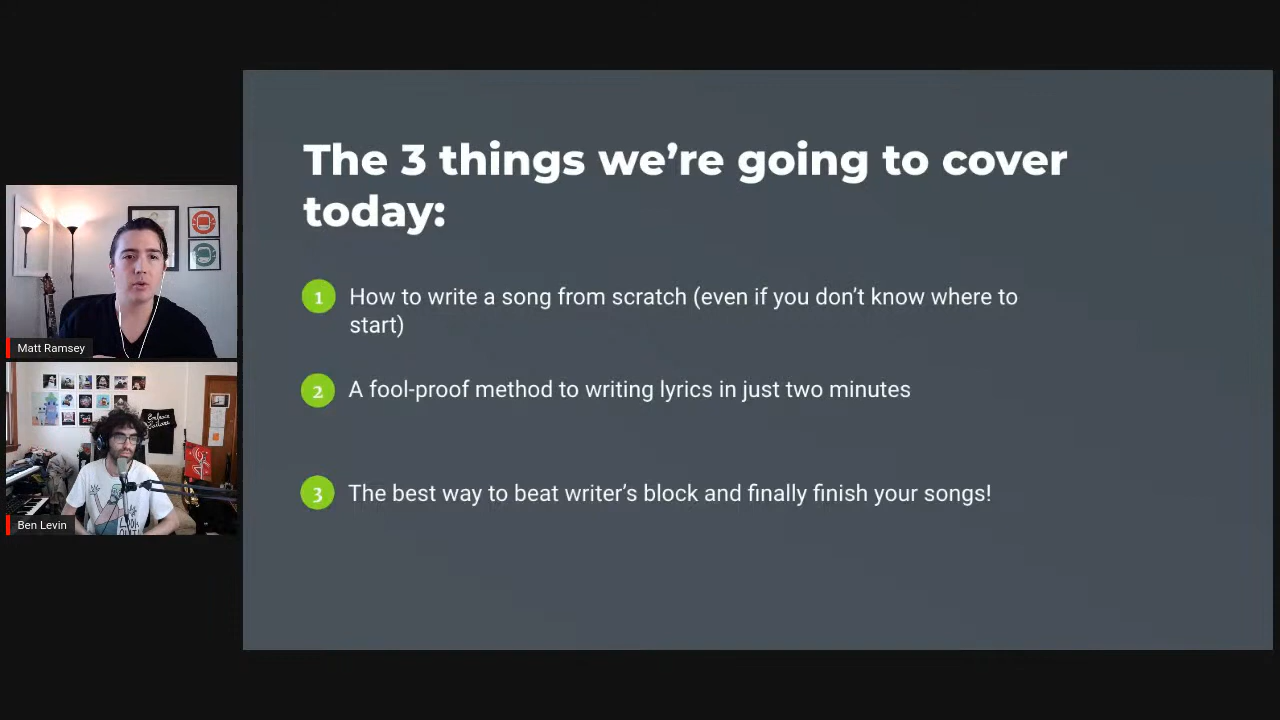 The 3 things we’re going to cover
today:
1 How to write a song from scratch (even if you don’t know where to
start)
2 A fool-proof method to writing lyrics in just two minutes
3 The best way to beat writer’s block and finally finish your songs!
Matt Ramsey
Ben Levin